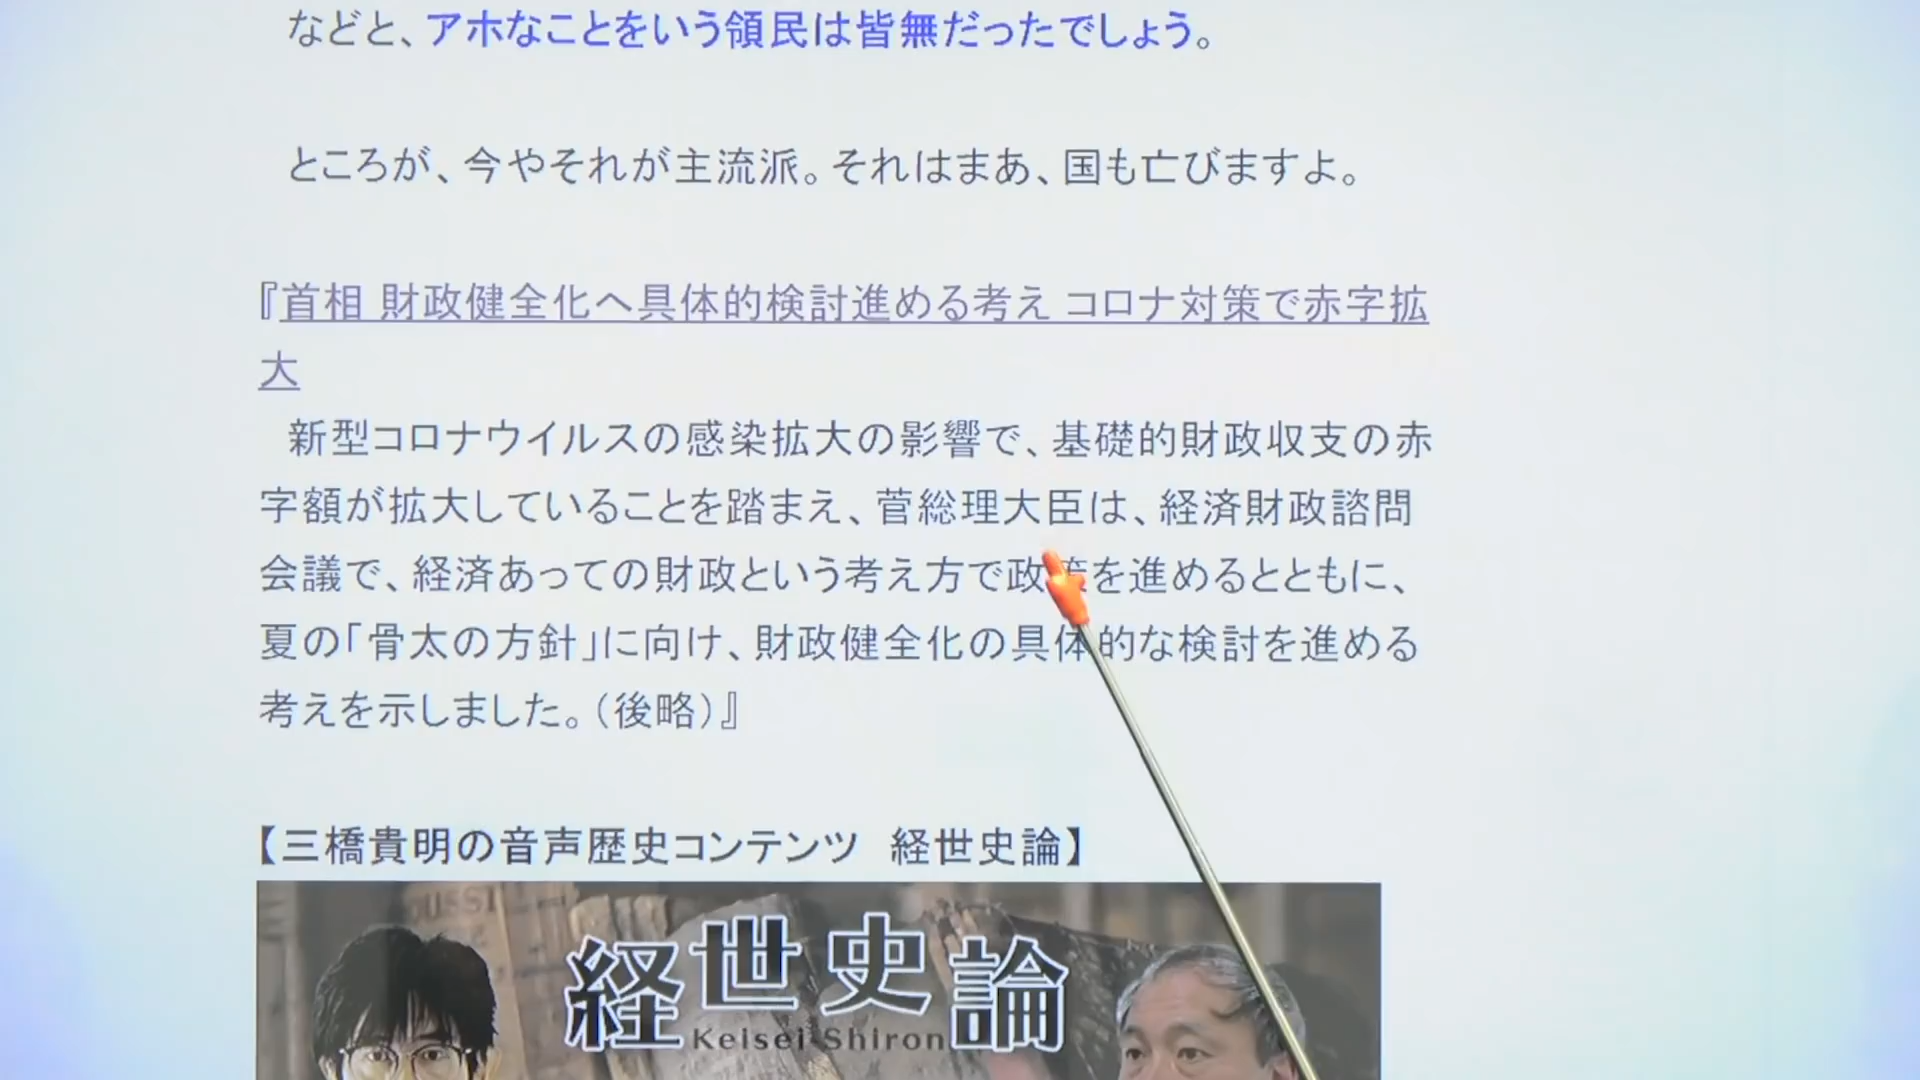 などと、アホなことをいう領民は皆無だったでしょう。
ところが、今やそれが主流派。それはまあ、国も亡びますよ。
『首相 財政健全化へ具体的検討進める考え コロナ対策で赤字拡
大
新型コロナウイルスの感染拡大の影響で、基礎的財政収支の赤
字額が拡大していることを踏まえ、菅総理大臣は、経済財政諮問
会議で、経済あっての財政という考え方で政策を進めるとともに、
夏の「骨太の方針」に向け、財政健全化の具体的な検討を進める
考えを示しました。（後略）』
【三橋貴明の音声歴史コンテンツ　経世史論】
経世史論
Keisei Shiron